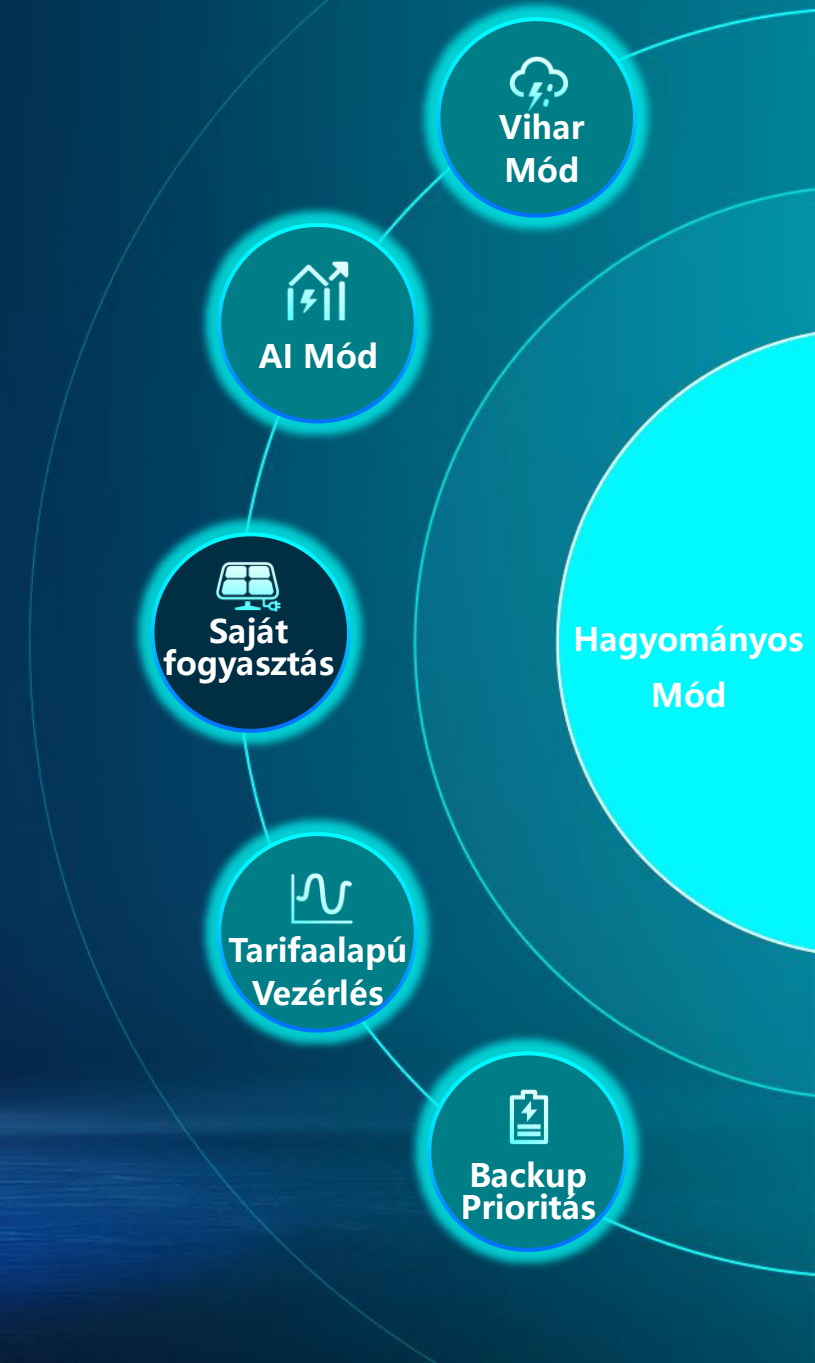 Vihar
Mód
AI Mód
Saját
fogyasztás
Hagyományos
Mód
Tarifaalapú
Vezérlés
Backup
Prioritás